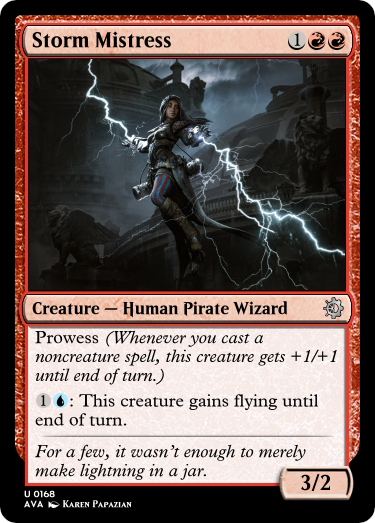 Storm Mistress 1RR
Creature — Human Pirate Wizard
Prowess (Whenever you cast a
noncreature spell, this creature gets +1/+1
until end of turn.)
1U: This creature gains flying until
end of turn.
For a few, it wasn't enough to merely
make lightning in a jar.
3/2
U 0168
AVA Karen Papazian